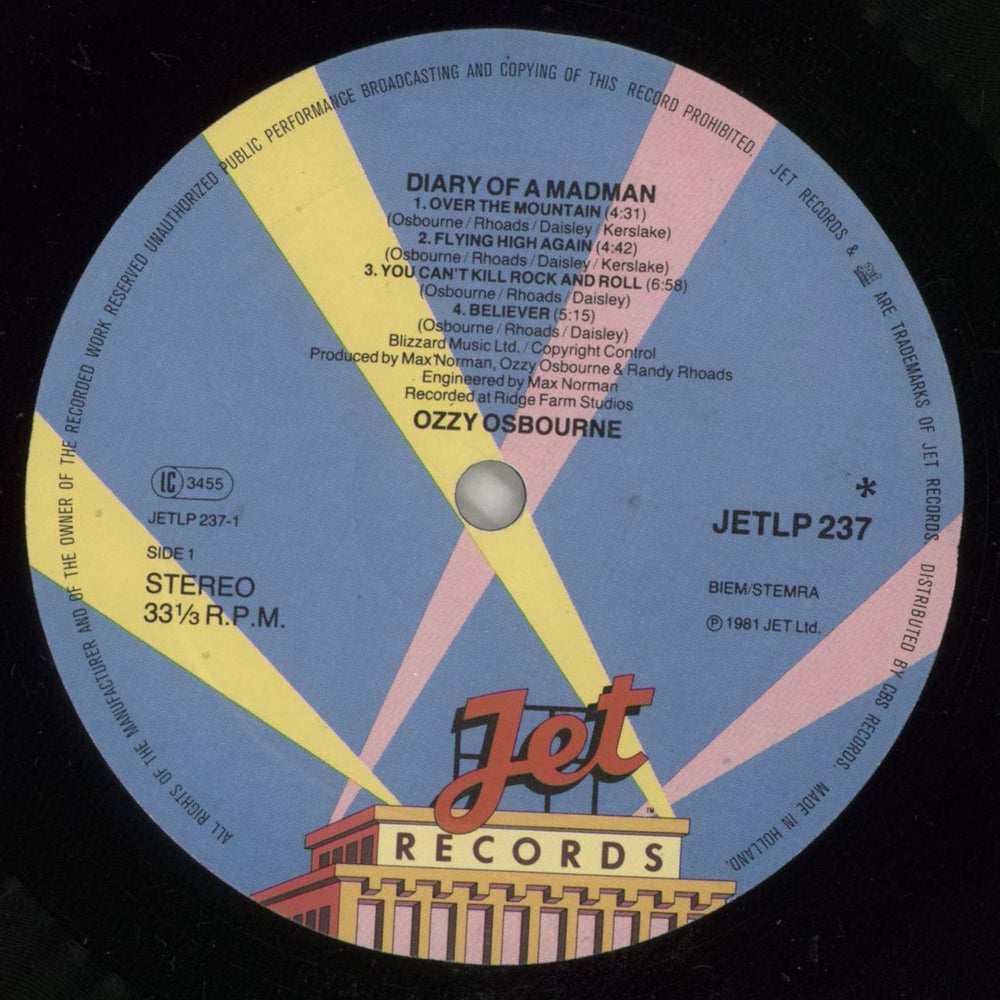 ALL RIGHTS OF THE MANUFACTURER AND OF THE OWNER OF THE RECORDED WORK RESERVED UNAUTHORIZED PUBLIC PERFORMANCE BROADCASTING AND COPYING OF THIS RECORD PROHIBITED. JET RECORDS & ARE TRADEMARKS OF JET RECORDS DISTRIBUTED BY CBS RECORDS. MADE IN HOLLAND.
DIARY OF A MADMAN
1. OVER THE MOUNTAIN (4:31)
(Osbourne / Rhoads / Daisley / Kerslake)
2. FLYING HIGH AGAIN (4:42)
(Osbourne / Rhoads / Daisley / Kerslake)
3. YOU CAN'T KILL ROCK AND ROLL (6:58)
(Osbourne / Rhoads / Daisley)
4. BELIEVER (5:15)
(Osbourne / Rhoads / Daisley)
Blizzard Music Ltd. / Copyright Control
Produced by Max Norman, Ozzy Osbourne & Randy Rhoads
Engineered by Max Norman
Recorded at Ridge Farm Studios
OZZY OSBOURNE
LC 3455
JETLP 237-1
SIDE 1
STEREO
33⅓ R.P.M.
*
JETLP 237
BIEM/STEMRA
℗ 1981 JET Ltd.
Jet
TM
RECORDS